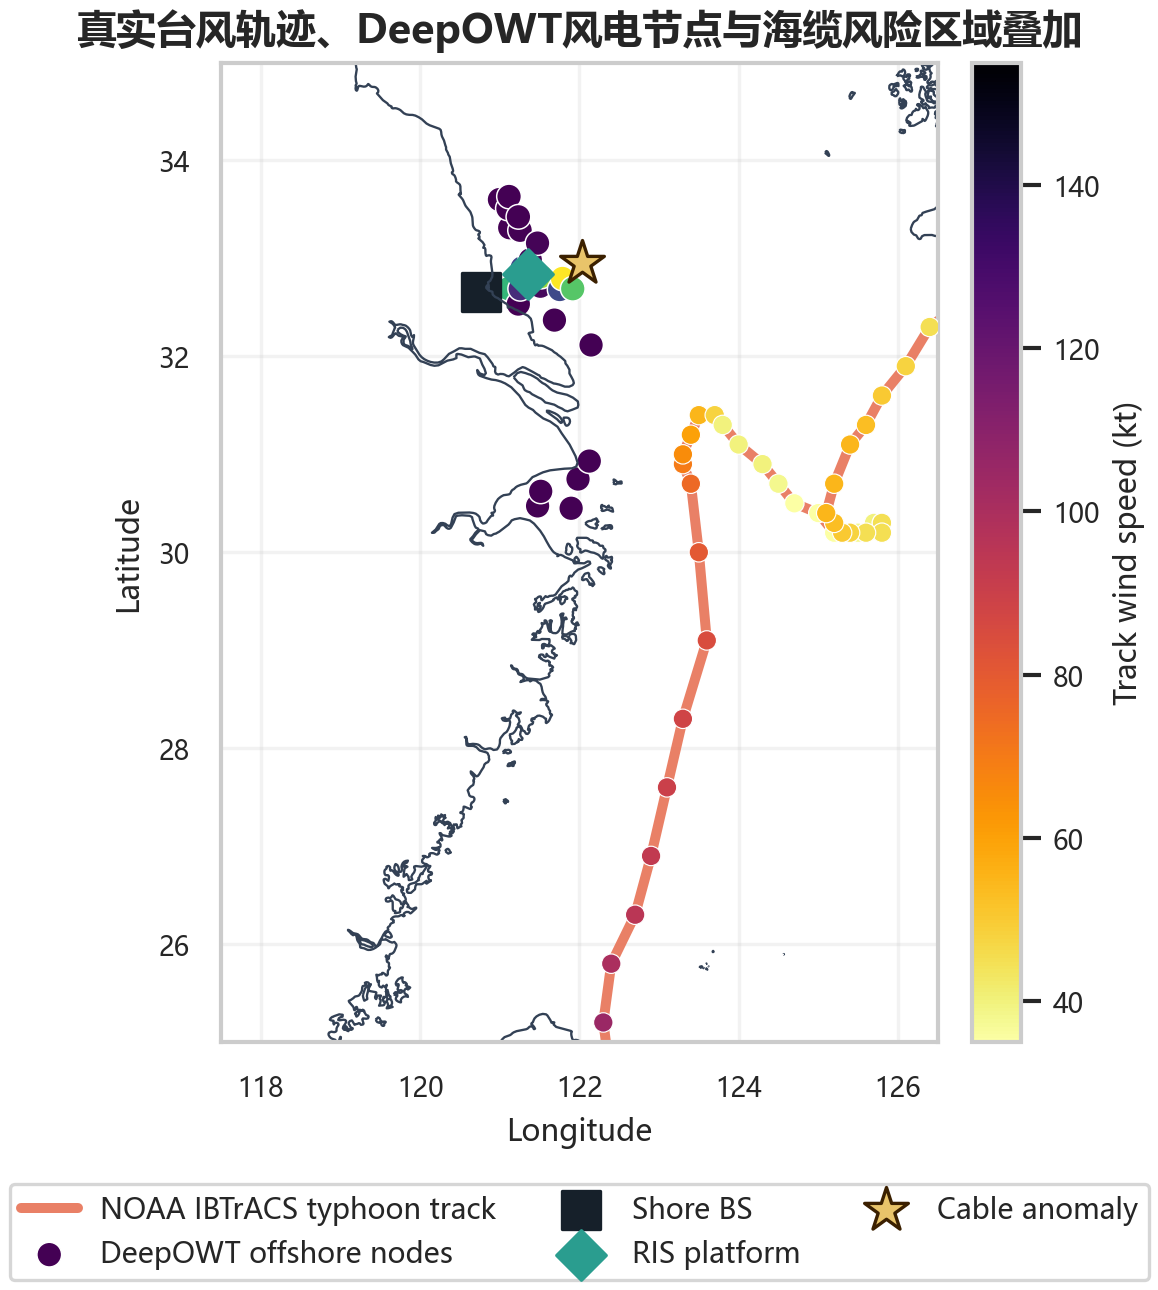 真实台风轨迹、DeepOWT风电节点与海缆风险区域叠加
34
32
30
28
26
Latitude
118 120 122 124 126
Longitude
140
120
100
80
60
40
Track wind speed (kt)
NOAA IBTrACS typhoon track
DeepOWT offshore nodes
Shore BS
RIS platform
Cable anomaly